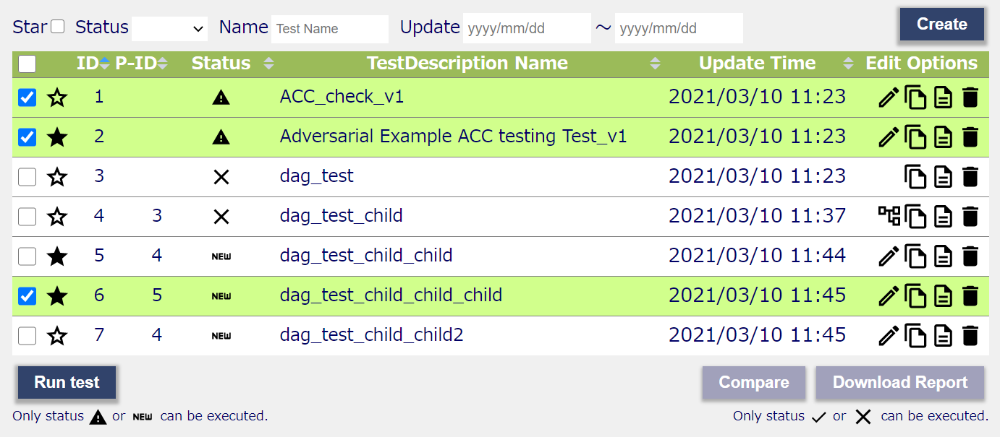 Star Status Name Test Name Update yyyy/mm/dd ~ yyyy/mm/dd Create
ID P-ID Status TestDescription Name Update Time Edit Options
1 ACC_check_v1 2021/03/10 11:23
2 Adversarial Example ACC testing Test_v1 2021/03/10 11:23
3 dag_test 2021/03/10 11:23
4 3 dag_test_child 2021/03/10 11:37
5 4 NEW dag_test_child_child 2021/03/10 11:44
6 5 NEW dag_test_child_child_child 2021/03/10 11:45
7 4 NEW dag_test_child_child2 2021/03/10 11:45
Run test Compare Download Report
Only status or NEW can be executed. Only status or can be executed.